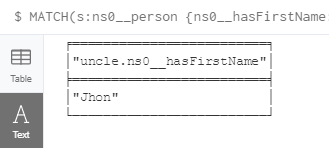 $ MATCH(s:ns0__person {ns0__hasFirstName:
"uncle.ns0__hasFirstName"
Table
"Jhon"
A
Text